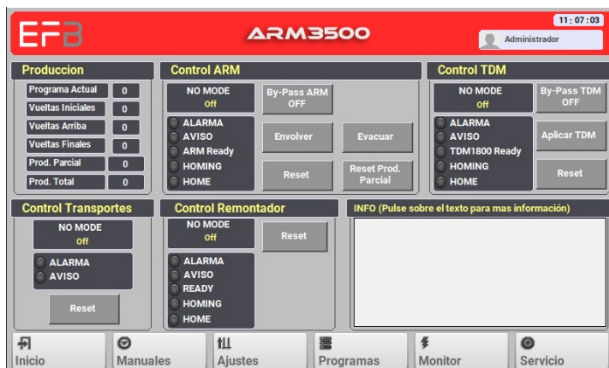 EFB
ARM3500
11:07:03
Administrador
Produccion
Programa Actual 0
Vueltas Iniciales 0
Vueltas Arriba 0
Vueltas Finales 0
Prod. Parcial 0
Prod. Total 0
Control ARM
NO MODE
Off
ALARMA
AVISO
ARM Ready
HOMING
HOME
By-Pass ARM
OFF
Envolver
Evacuar
Reset
Reset Prod.
Parcial
Control TDM
NO MODE
Off
ALARMA
AVISO
TDM1800 Ready
HOMING
HOME
By-Pass TDM
OFF
Aplicar TDM
Reset
Control Transportes
NO MODE
Off
ALARMA
AVISO
Reset
Control Remontador
NO MODE
Off
ALARMA
AVISO
READY
HOMING
HOME
Reset
INFO (Pulse sobre el texto para mas información)
Inicio
Manuales
Ajustes
Programas
Monitor
Servicio